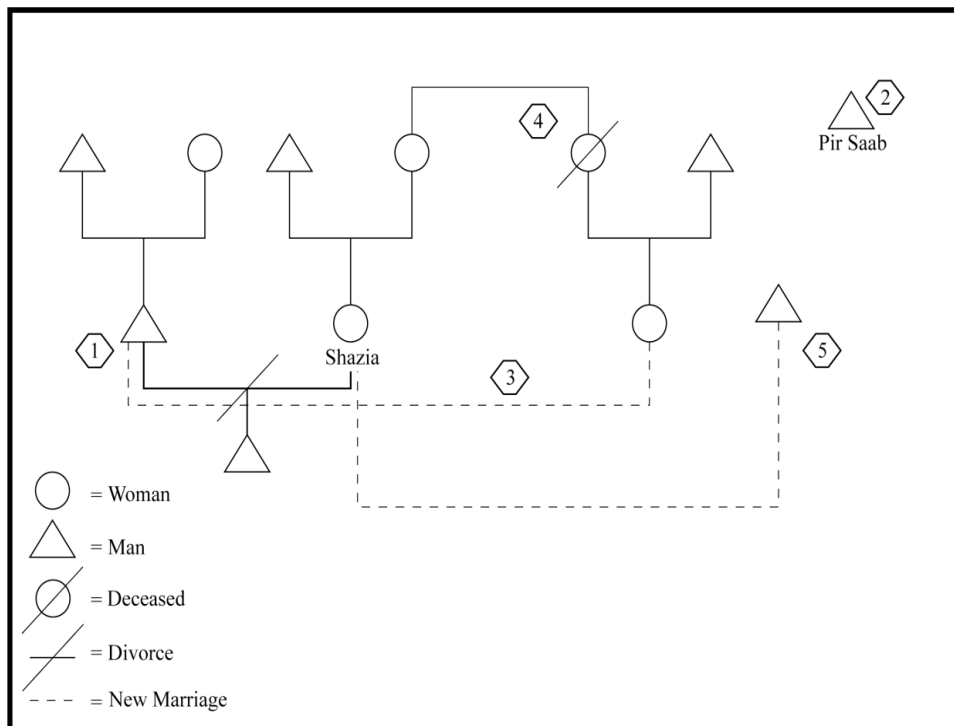 2
4
Pir Saab
1
Shazia
3
5
= Woman
= Man
= Deceased
= Divorce
= New Marriage